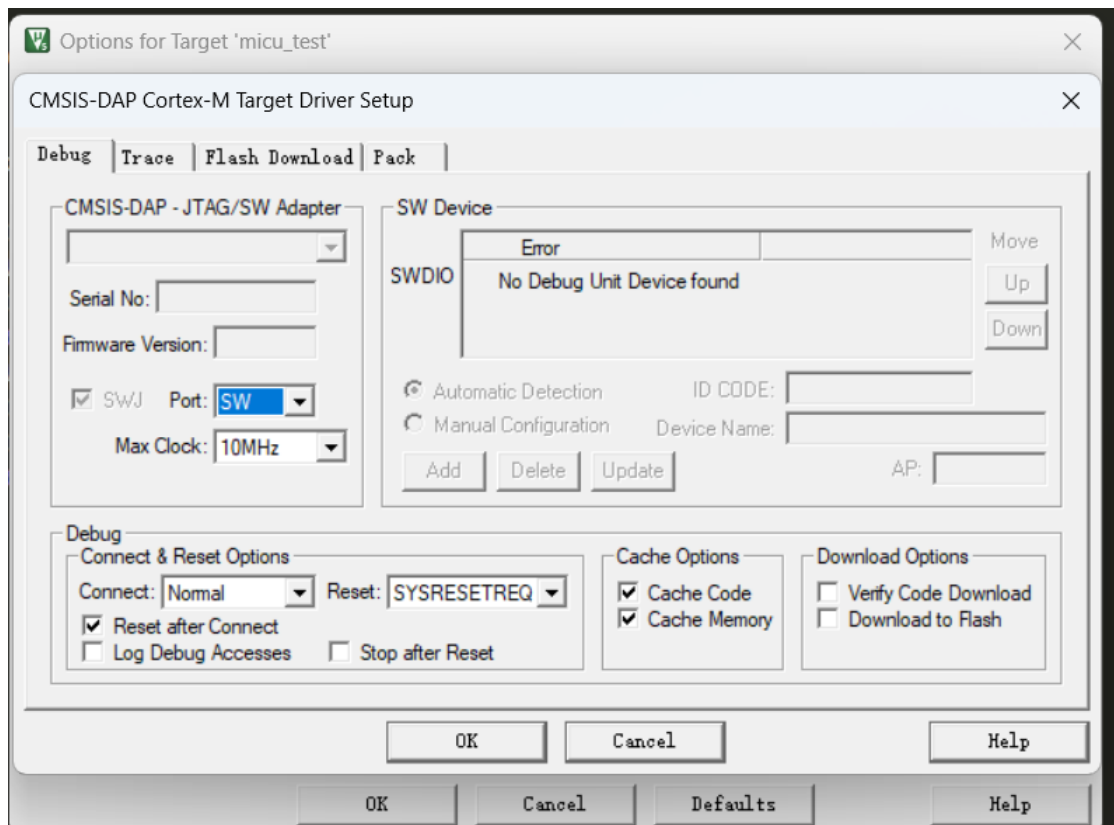 Options for Target 'micu_test'
CMSIS-DAP Cortex-M Target Driver Setup
Debug Trace Flash Download Pack
CMSIS-DAP - JTAG/SW Adapter
Serial No:
Firmware Version:
SWJ Port: SW
Max Clock: 10MHz
SW Device
Error
SWDIO No Debug Unit Device found
Move
Up
Down
Automatic Detection ID CODE:
Manual Configuration Device Name:
Add Delete Update AP:
Debug
Connect & Reset Options
Connect: Normal Reset: SYSRESETREQ
Reset after Connect
Log Debug Accesses Stop after Reset
Cache Options
Cache Code
Cache Memory
Download Options
Verify Code Download
Download to Flash
OK Cancel Help
OK Cancel Defaults Help